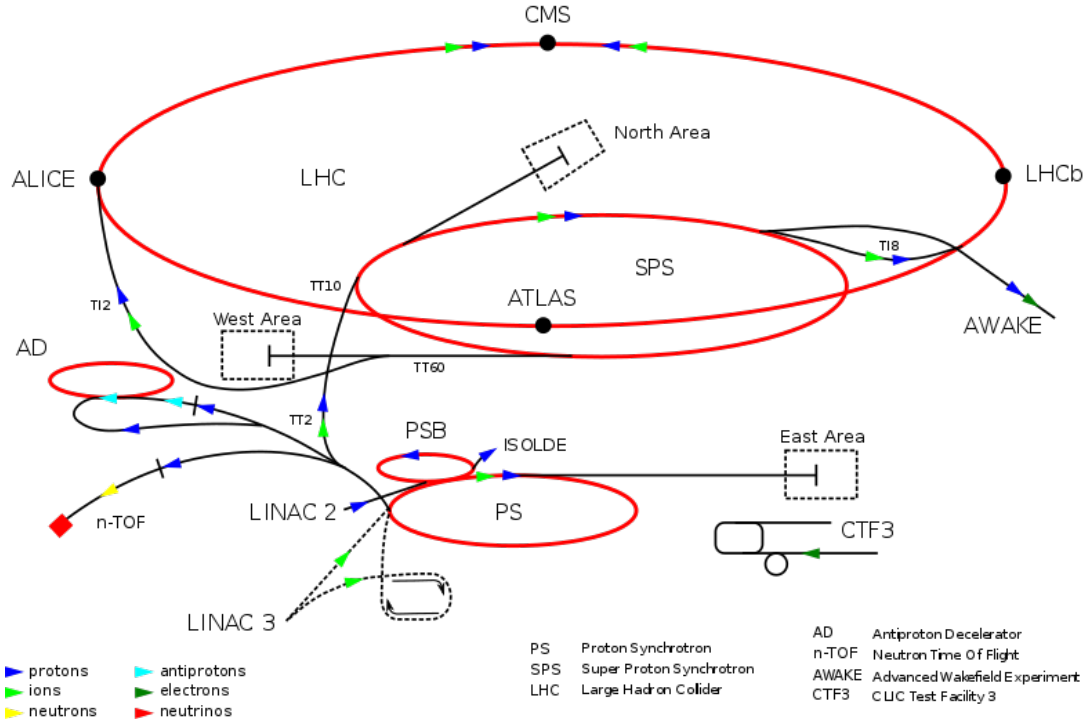 CMS
North Area
ALICE
LHC
LHCb
TI8
SPS
TT10
TI2
ATLAS
West Area
AWAKE
AD
TT60
TT2
PSB
ISOLDE
East Area
LINAC 2
PS
n-TOF
CTF3
LINAC 3
protons
antiprotons
ions
electrons
neutrons
neutrinos
PS Proton Synchrotron
SPS Super Proton Synchrotron
LHC Large Hadron Collider
AD Antiproton Decelerator
n-TOF Neutron Time Of Flight
AWAKE Advanced Wakefield Experiment
CTF3 CLIC Test Facility 3